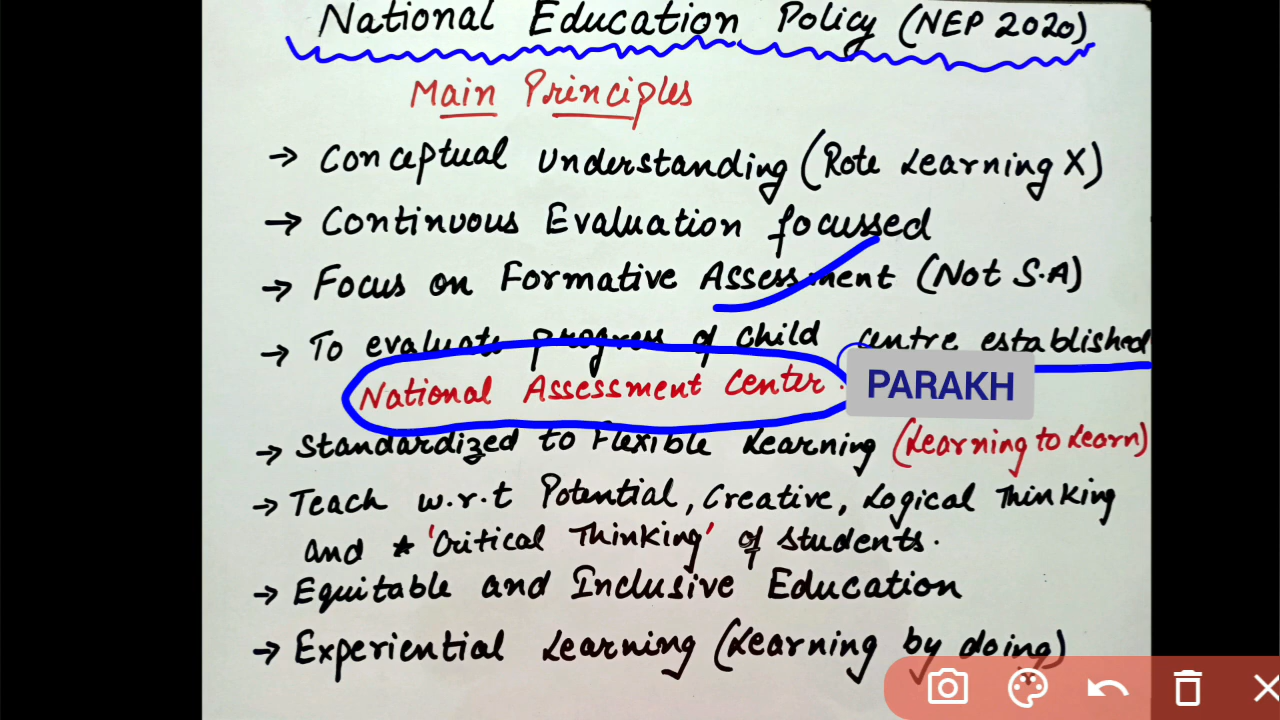 National Education Policy (NEP 2020)
Main Principles
→ Conceptual Understanding (Rote Learning X)
→ Continuous Evaluation focussed
→ Focus on Formative Assessment (Not S.A)
→ To evaluate progress of child centre established
National Assessment Center. PARAKH
→ Standardized to Flexible Learning (Learning to Learn)
→ Teach w.r.t Potential, Creative, Logical Thinking
and * 'Critical Thinking' of students.
→ Equitable and Inclusive Education
→ Experiential Learning (Learning by doing)